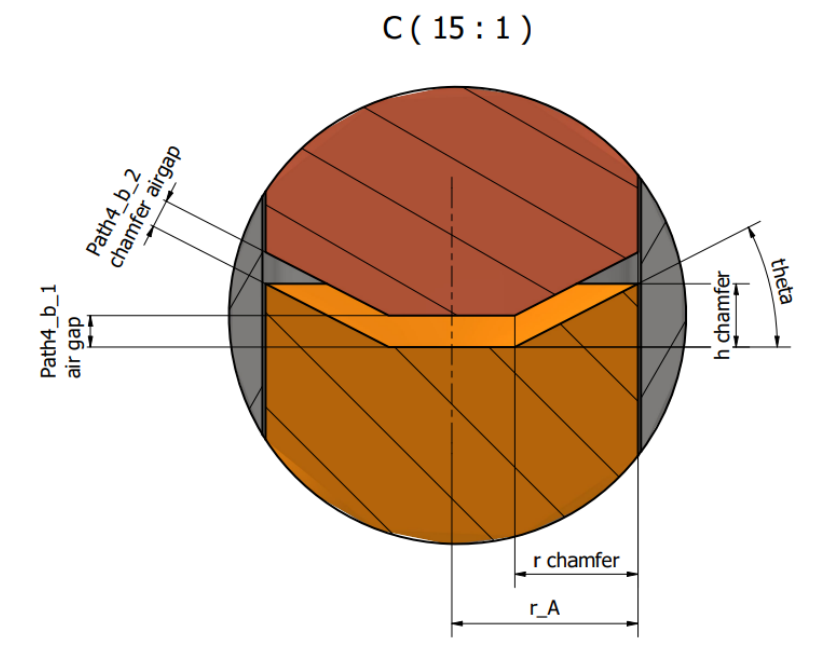 C ( 15 : 1 )
Path4_b_2
chamfer airgap
Path4_b_1
air gap
theta
h chamfer
r chamfer
r_A